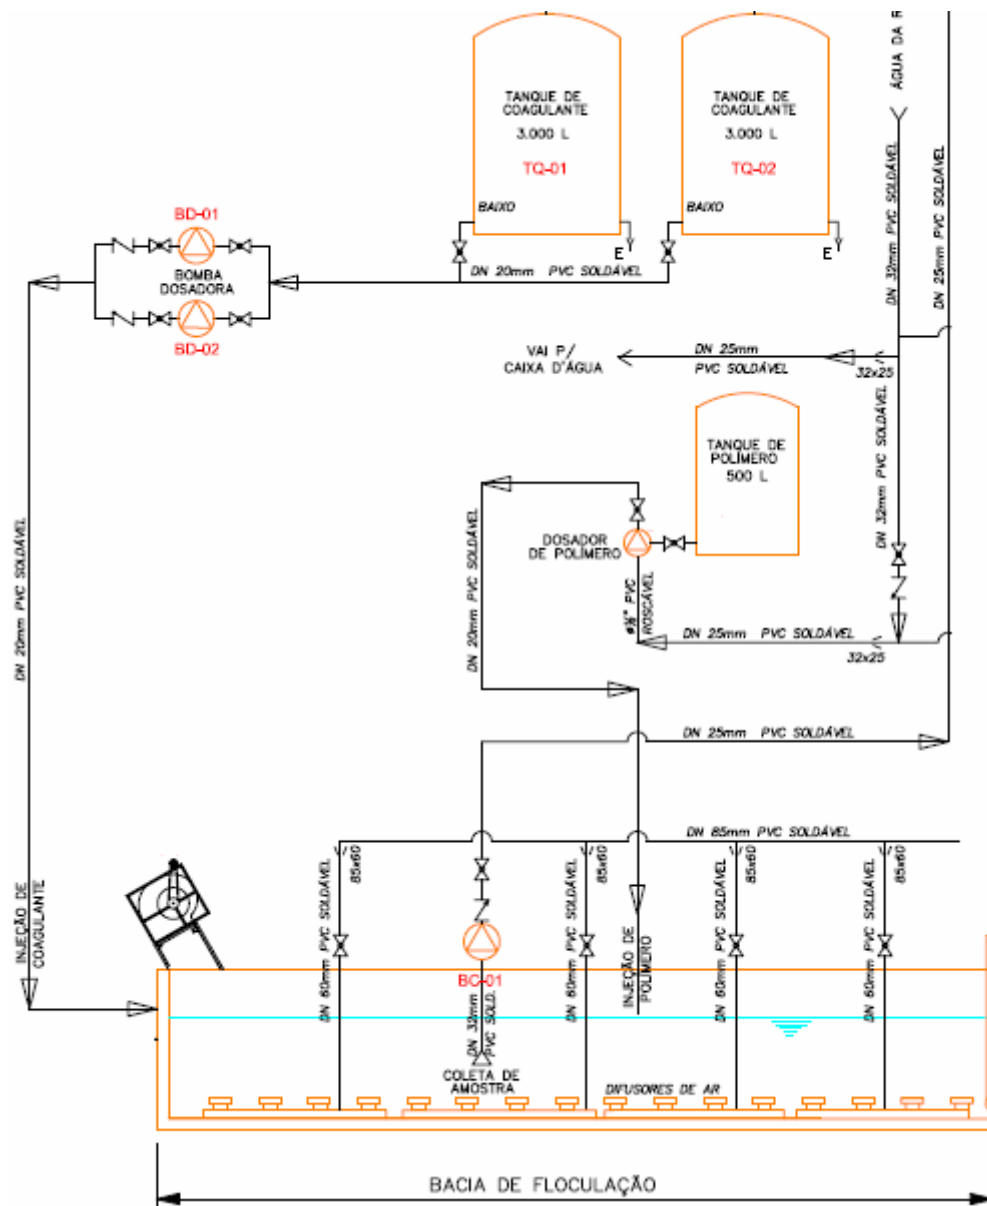 TANQUE DE
COAGULANTE
3.000 L
TQ-01
BAIXO
E
TANQUE DE
COAGULANTE
3.000 L
TQ-02
BAIXO
E
ÁGUA DA R
DN 32mm PVC SOLDÁVEL
DN 25mm PVC SOLDÁVEL
BD-01
BOMBA
DOSADORA
BD-02
DN 20mm PVC SOLDÁVEL
VAI P/
CAIXA D'ÁGUA
DN 25mm
PVC SOLDÁVEL
32x25
TANQUE DE
POLÍMERO
500 L
DN 32mm PVC SOLDÁVEL
DOSADOR
DE POLÍMERO
PVC
ROSCÁVEL
DN 20mm PVC SOLDÁVEL
DN 20mm PVC SOLDÁVEL
DN 25mm PVC SOLDÁVEL
32x25
DN 25mm PVC SOLDÁVEL
DN 85mm PVC SOLDÁVEL
85x60
85x60
85x60
85x60
INJEÇÃO DE
COAGULANTE
DN 60mm PVC SOLDÁVEL
BC-01
DN 32mm
PVC SOLD.
COLETA DE
AMOSTRA
DN 60mm PVC SOLDÁVEL
INJEÇÃO DE
POLÍMERO
DN 60mm PVC SOLDÁVEL
DN 60mm PVC SOLDÁVEL
DIFUSORES DE AR
BACIA DE FLOCULAÇÃO